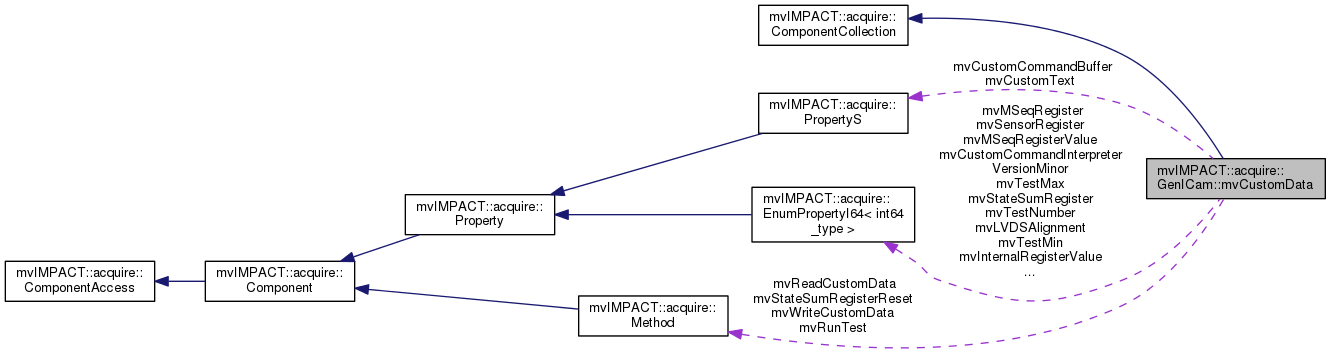 mvIMPACT::acquire::
ComponentCollection
mvCustomCommandBuffer
mvCustomText
mvIMPACT::acquire::
PropertyS
mvMSeqRegister
mvSensorRegister
mvMSeqRegisterValue
mvCustomCommandInterpreter
VersionMinor
mvTestMax
mvStateSumRegister
mvTestNumber
mvLVDSAlignment
mvTestMin
mvInternalRegisterValue
...
mvIMPACT::acquire::
GenICam::mvCustomData
mvIMPACT::acquire::
Property
mvIMPACT::acquire::
EnumPropertyI64< int64
_type >
mvIMPACT::acquire::
ComponentAccess
mvIMPACT::acquire::
Component
mvReadCustomData
mvStateSumRegisterReset
mvWriteCustomData
mvRunTest
mvIMPACT::acquire::
Method